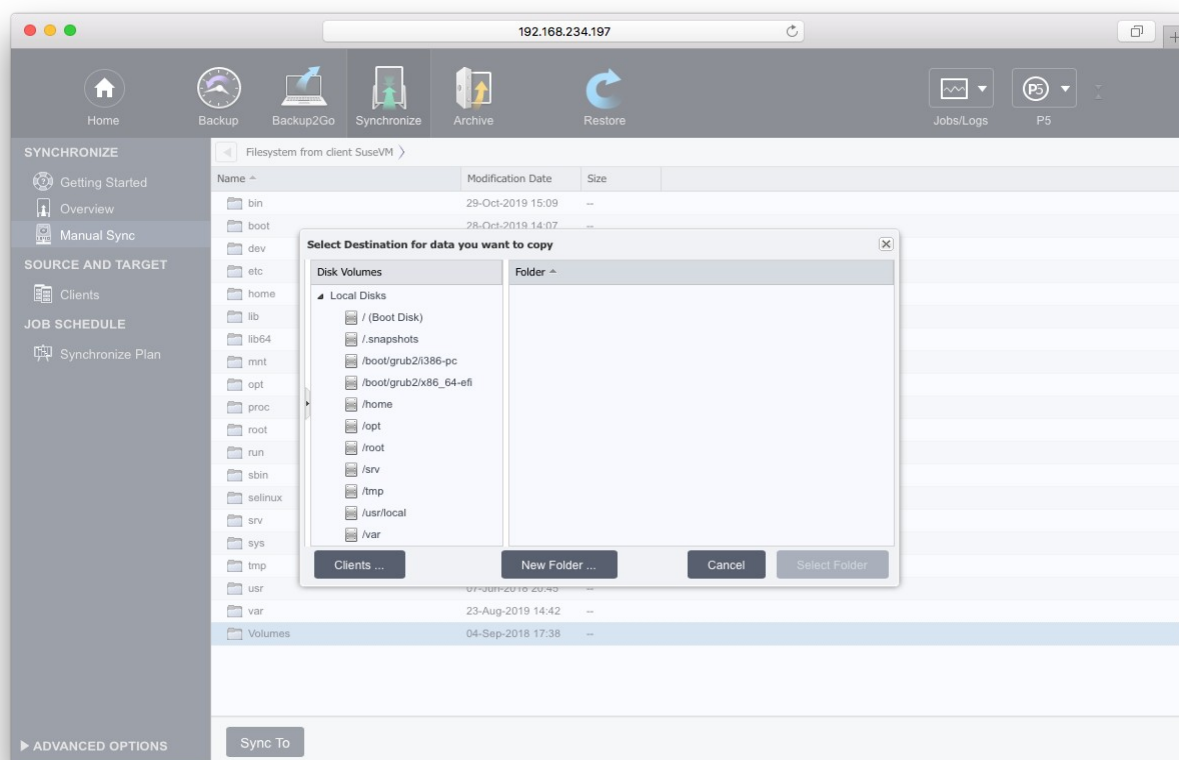 192.168.234.197
Home Backup Backup2Go Synchronize Archive Restore Jobs/Logs P5
SYNCHRONIZE
Getting Started
Overview
Manual Sync
SOURCE AND TARGET
Clients
JOB SCHEDULE
Synchronize Plan
ADVANCED OPTIONS
Filesystem from client SuseVM
Name Modification Date Size
bin 29-Oct-2019 15:09 --
boot 28-Oct-2019 14:07 --
dev
etc
home
lib
lib64
mnt
opt
proc
root
run
sbin
selinux
srv
sys
tmp
usr 07-Jun-2018 20:45 --
var 23-Aug-2019 14:42 --
Volumes 04-Sep-2018 17:38 --
Sync To
Select Destination for data you want to copy
Disk Volumes Folder
Local Disks
/ (Boot Disk)
/.snapshots
/boot/grub2/i386-pc
/boot/grub2/x86_64-efi
/home
/opt
/root
/srv
/tmp
/usr/local
/var
Clients ... New Folder ... Cancel Select Folder